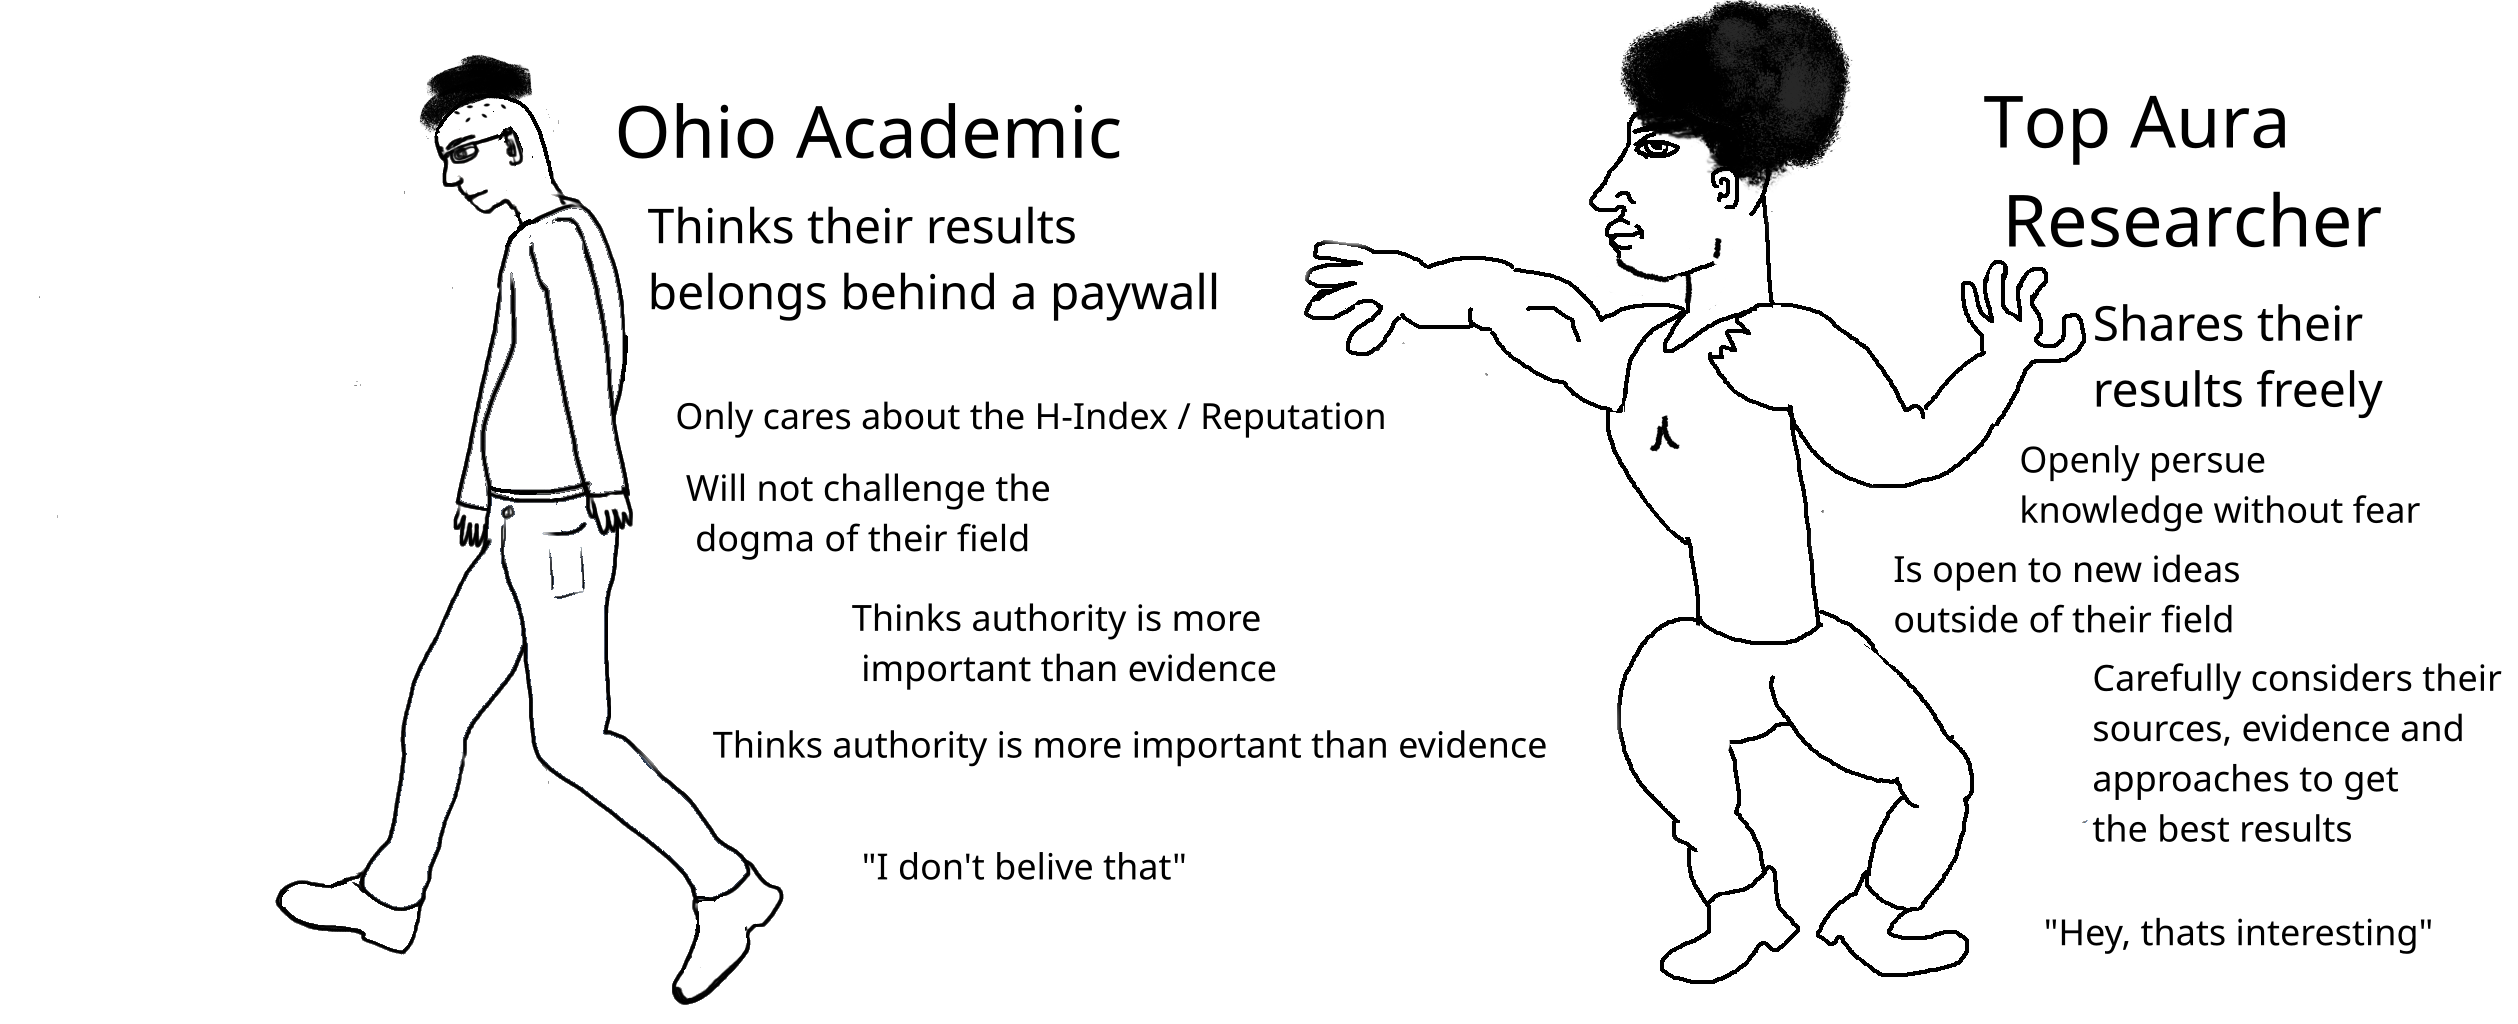 Ohio Academic
Thinks their results
belongs behind a paywall
Only cares about the H-Index / Reputation
Will not challenge the
dogma of their field
Thinks authority is more
important than evidence
Thinks authority is more important than evidence
"I don't belive that"
Top Aura
Researcher
Shares their
results freely
Openly persue
knowledge without fear
Is open to new ideas
outside of their field
Carefully considers their
sources, evidence and
approaches to get
the best results
"Hey, thats interesting"